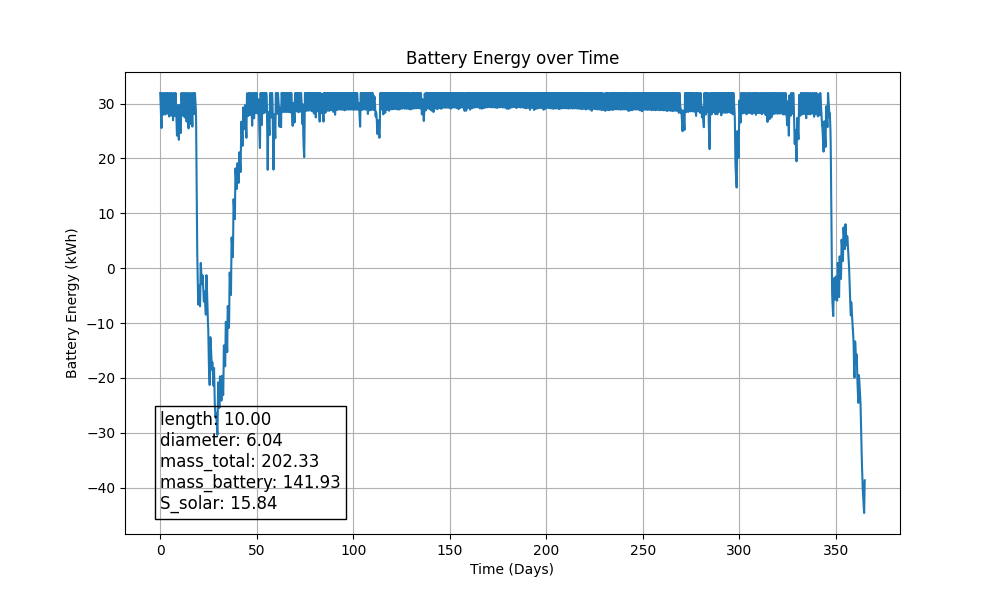 Battery Energy over Time
Battery Energy (kWh)
30
20
10
0
−10
−20
−30
−40
length: 10.00
diameter: 6.04
mass_total: 202.33
mass_battery: 141.93
S_solar: 15.84
0 50 100 150 200 250 300 350
Time (Days)